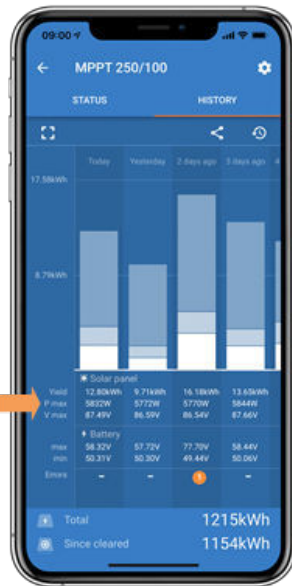 09:00
MPPT 250/100
STATUS HISTORY
Today Yesterday 2 days ago 3 days ago 4
17.58kWh
8.79kWh
Solar panel
Yield 12.80kWh 9.71kWh 16.18kWh 13.65kWh
P max 5832W 5772W 5770W 5844W
V max 87.49V 86.59V 86.54V 87.66V
Battery
max 58.32V 57.72V 77.70V 58.44V
min 50.31V 50.30V 49.44V 50.06V
Errors - - 1 -
Total 1215kWh
Since cleared 1154kWh